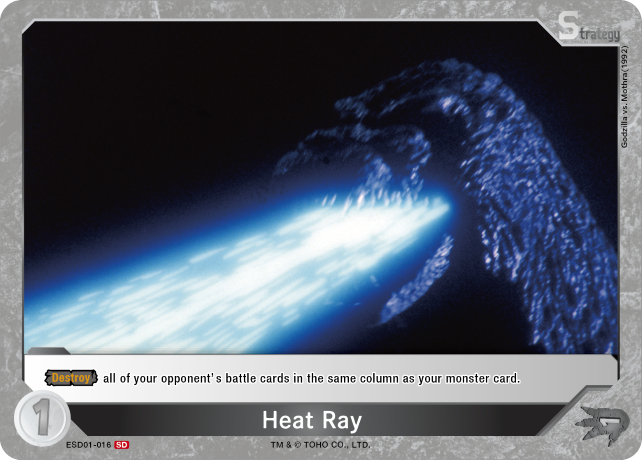 Strategy
Godzilla vs. Mothra(1992)
Destroy all of your opponent's battle cards in the same column as your monster card.
1
Heat Ray
ESD01-016 SD
TM & © TOHO CO., LTD.